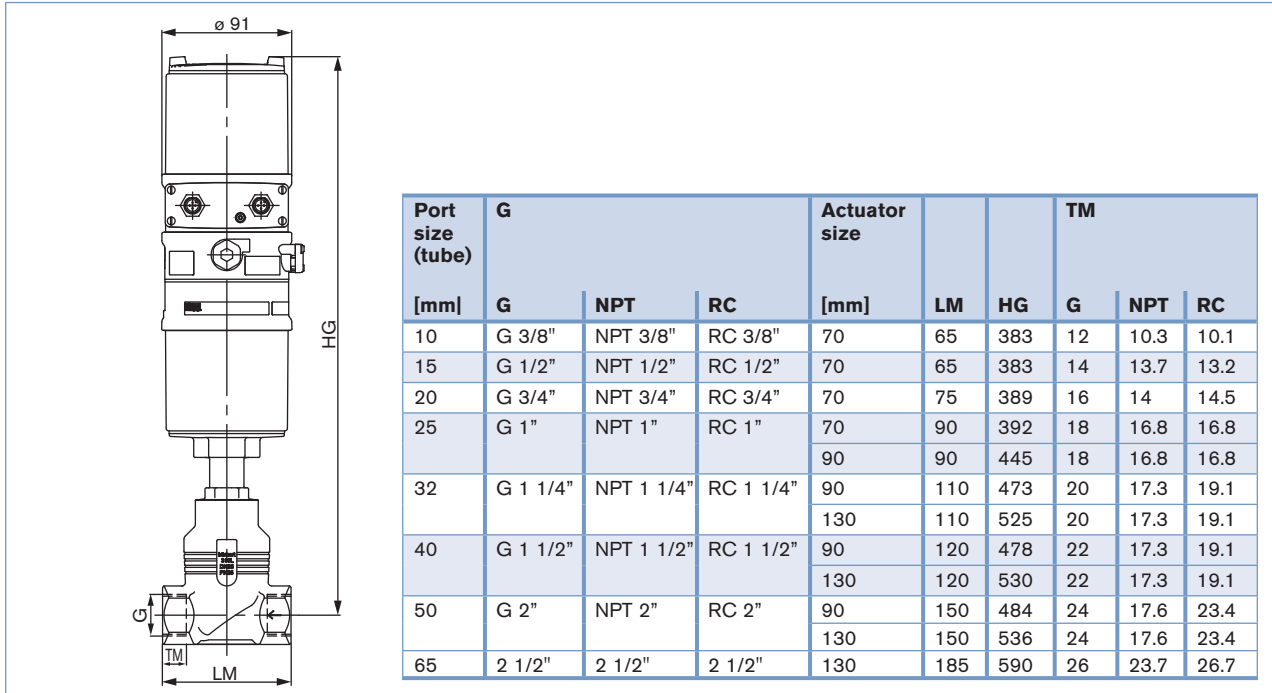 ø 91
HG
G
TM
LM
Port size (tube) G Actuator size TM
[mm| G NPT RC [mm] LM HG G NPT RC
10 G 3/8" NPT 3/8" RC 3/8" 70 65 383 12 10.3 10.1
15 G 1/2” NPT 1/2” RC 1/2” 70 65 383 14 13.7 13.2
20 G 3/4” NPT 3/4” RC 3/4” 70 75 389 16 14 14.5
25 G 1” NPT 1” RC 1” 70 90 392 18 16.8 16.8
90 90 445 18 16.8 16.8
32 G 1 1/4” NPT 1 1/4” RC 1 1/4” 90 110 473 20 17.3 19.1
130 110 525 20 17.3 19.1
40 G 1 1/2” NPT 1 1/2” RC 1 1/2” 90 120 478 22 17.3 19.1
130 120 530 22 17.3 19.1
50 G 2” NPT 2” RC 2” 90 150 484 24 17.6 23.4
130 150 536 24 17.6 23.4
65 2 1/2" 2 1/2" 2 1/2" 130 185 590 26 23.7 26.7